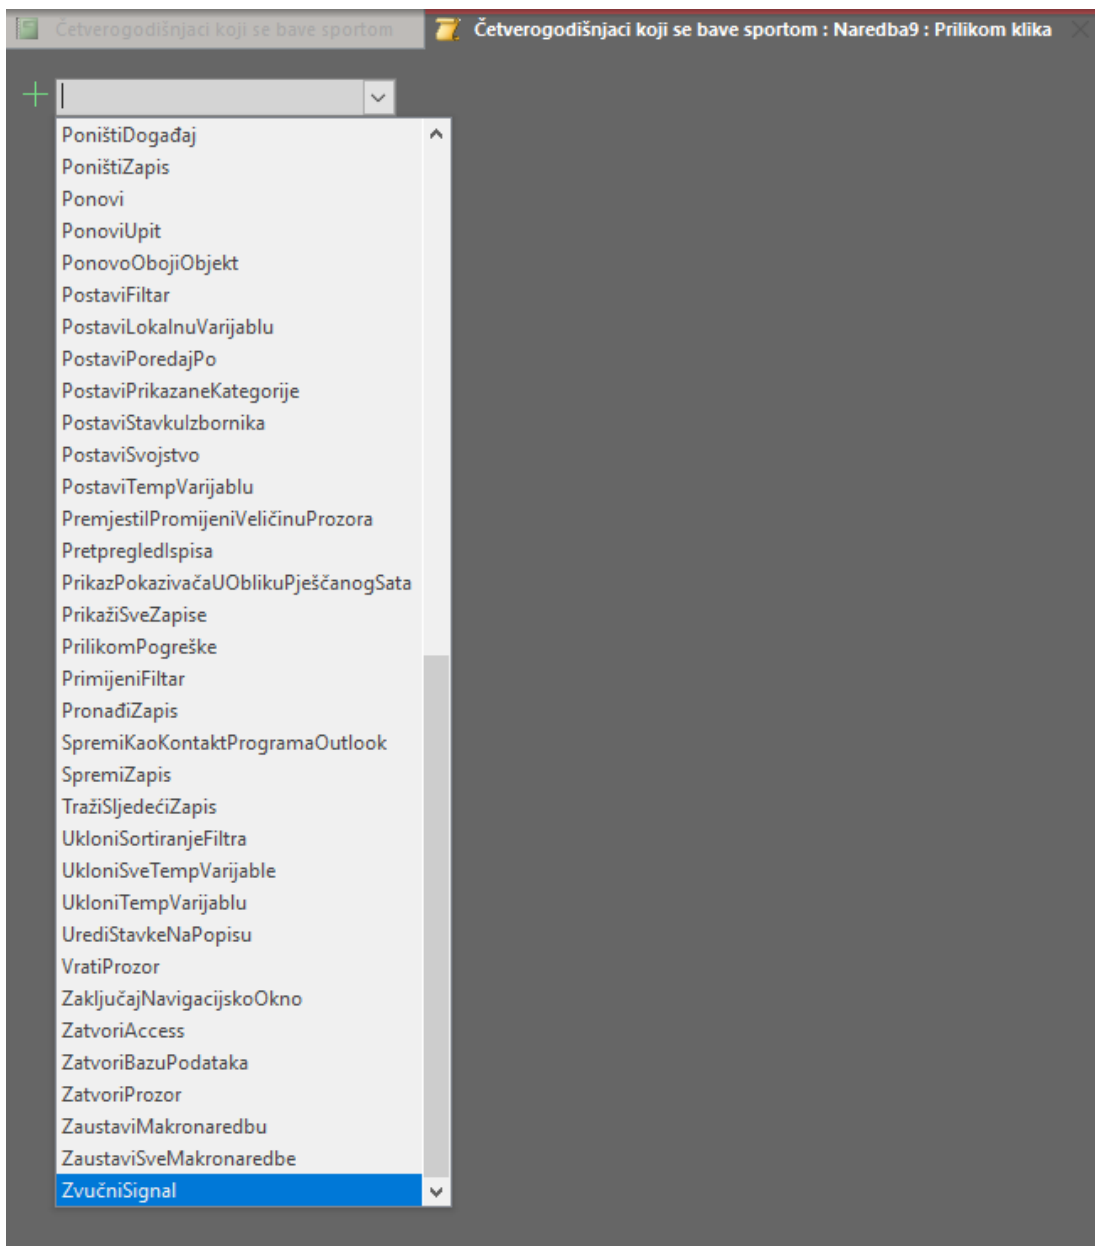 Četverogodišnjaci koji se bave sportom
Četverogodišnjaci koji se bave sportom : Naredba9 : Prilikom klika
PoništiDogađaj
PoništiZapis
Ponovi
PonoviUpit
PonovoObojiObjekt
PostaviFiltar
PostaviLokalnuVarijablu
PostaviPoredajPo
PostaviPrikazaneKategorije
PostaviStavkuIzbornika
PostaviSvojstvo
PostaviTempVarijablu
PremjestiIPromijeniVeličinuProzora
PretpregledIspisa
PrikazPokazivačaUOblikuPješčanogSata
PrikažiSveZapise
PrilikomPogreške
PrimijeniFiltar
PronađiZapis
SpremiKaoKontaktProgramaOutlook
SpremiZapis
TražiSljedećiZapis
UkloniSortiranjeFiltra
UkloniSveTempVarijable
UkloniTempVarijablu
UrediStavkeNaPopisu
VratiProzor
ZaključajNavigacijskoOkno
ZatvoriAccess
ZatvoriBazuPodataka
ZatvoriProzor
ZaustaviMakronaredbu
ZaustaviSveMakronaredbe
ZvučniSignal